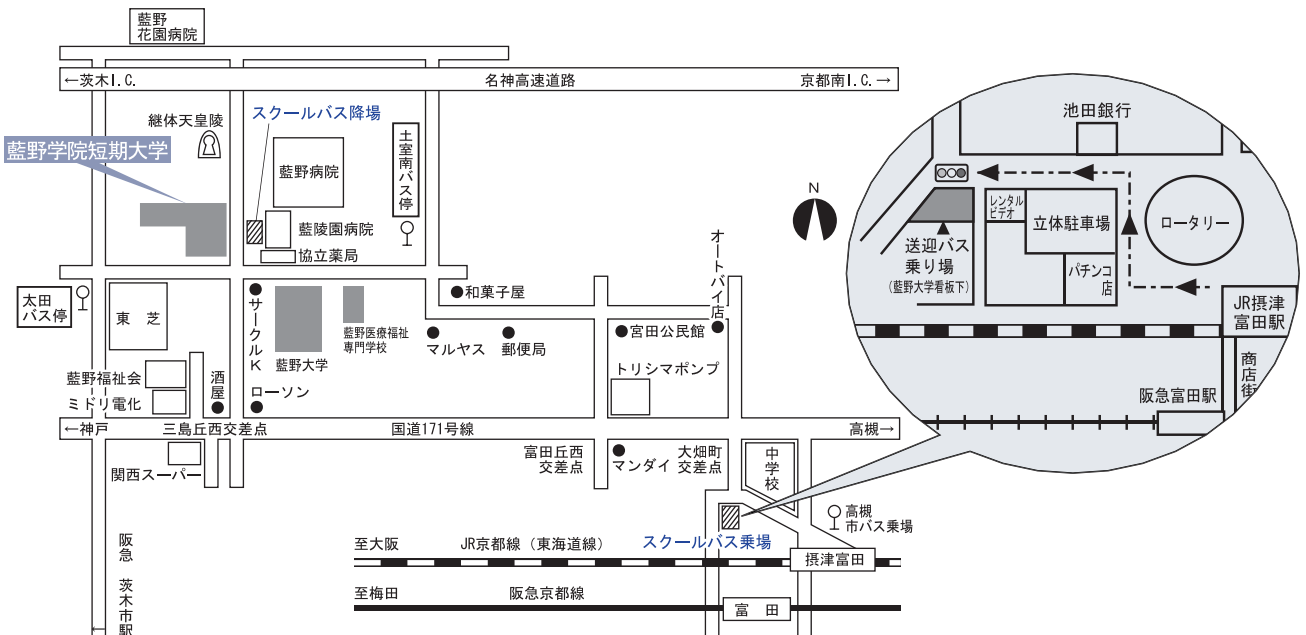 藍野
花園病院
←茨木I.C.
名神高速道路
京都南I.C.→
継体天皇陵
スクールバス降場
藍野学院短期大学
藍野病院
土室南バス停
藍陵園病院
協立薬局
N
オートバイ店
太田
バス停
東芝
サークルK
藍野大学
藍野医療福祉
専門学校
和菓子屋
マルヤス
郵便局
宮田公民館
トリシマポンプ
藍野福祉会
ミドリ電化
酒屋
ローソン
←神戸
三島丘西交差点
国道171号線
高槻→
関西スーパー
富田丘西
交差点
マンダイ
大畑町
交差点
中学校
高槻
市バス乗場
スクールバス乗場
至大阪
JR京都線（東海道線）
摂津富田
至梅田
阪急京都線
富田
阪急 茨木市駅
←
池田銀行
レンタル
ビデオ
立体駐車場
ロータリー
送迎バス
乗り場
（藍野大学看板下）
パチンコ
店
JR摂津
富田駅
商店街
阪急富田駅